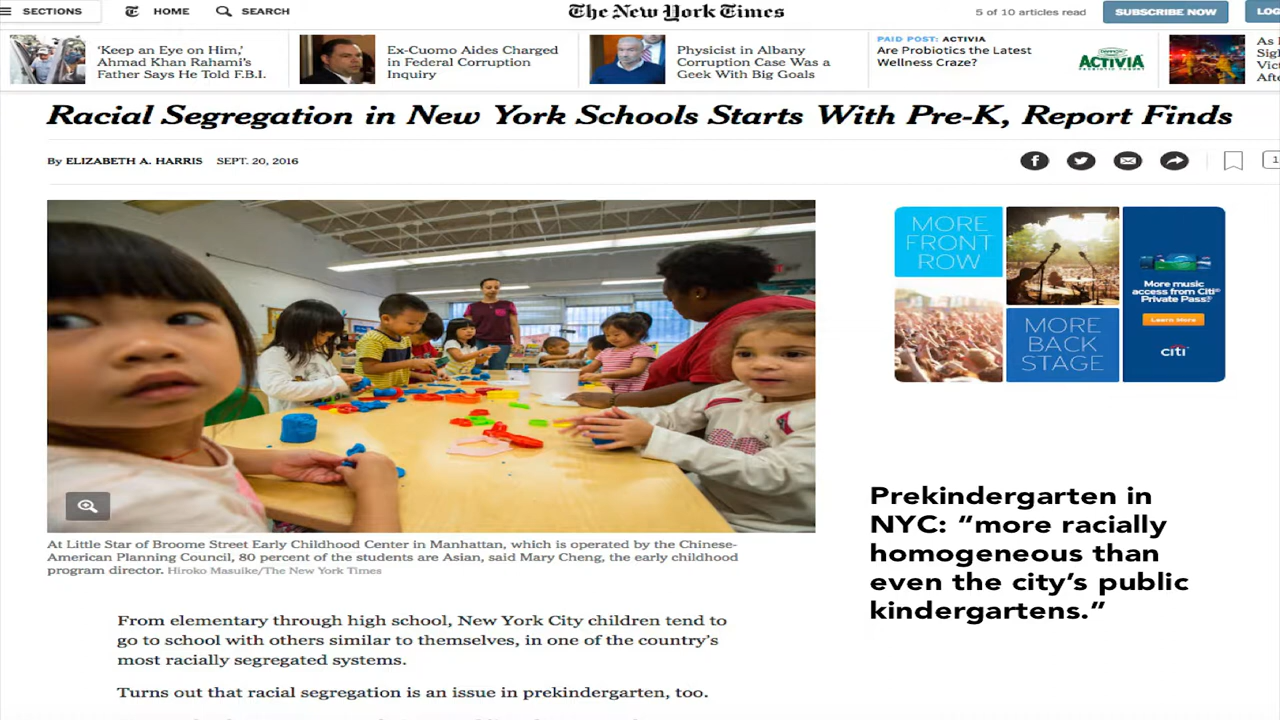 SECTIONS
HOME
SEARCH
The New York Times
5 of 10 articles read
SUBSCRIBE NOW
LOG
'Keep an Eye on Him,'
Ahmad Khan Rahami's
Father Says He Told F.B.I.
Ex-Cuomo Aides Charged
in Federal Corruption
Inquiry
Physicist in Albany
Corruption Case Was a
Geek With Big Goals
PAID POST: ACTIVIA
Are Probiotics the Latest
Wellness Craze?
ACTIVIA
As I
Sig
Vict
Afte
Racial Segregation in New York Schools Starts With Pre-K, Report Finds
By ELIZABETH A. HARRIS SEPT. 20, 2016
1
MORE
FRONT
ROW
MORE
BACK
STAGE
More music
access from Citi®
Private Pass®
Learn More
citi
At Little Star of Broome Street Early Childhood Center in Manhattan, which is operated by the Chinese-
American Planning Council, 80 percent of the students are Asian, said Mary Cheng, the early childhood
program director. Hiroko Masuike/The New York Times
Prekindergarten in
NYC: “more racially
homogeneous than
even the city’s public
kindergartens.”
From elementary through high school, New York City children tend to
go to school with others similar to themselves, in one of the country’s
most racially segregated systems.
Turns out that racial segregation is an issue in prekindergarten, too.